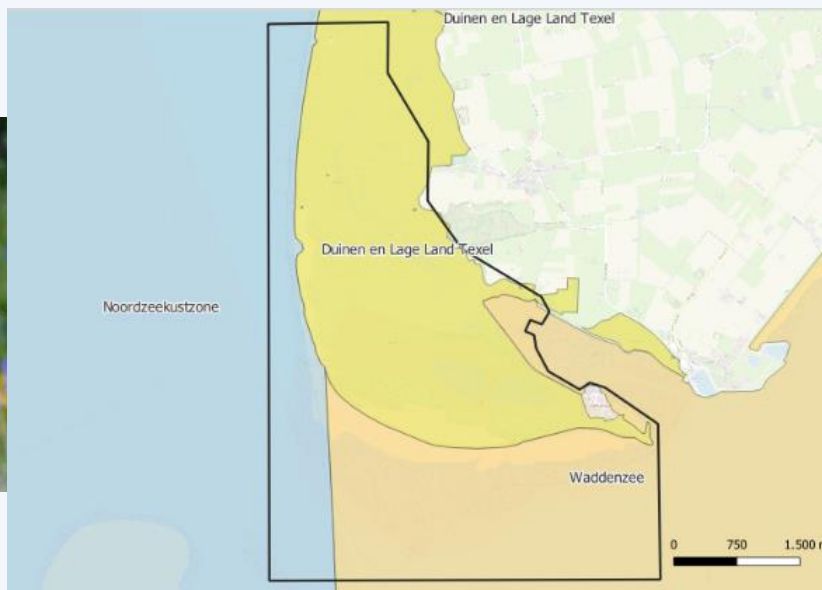 Duinen en Lage Land Texel
Duinen en Lage Land Texel
Noordzeekustzone
Waddenzee
0 750 1.500